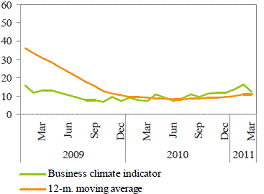 60
50
40
30
20
10
0
Mar Jun Sep Dec Mar Jun Sep Dec Mar
2009 2010 2011
Business climate indicator
12-m. moving average